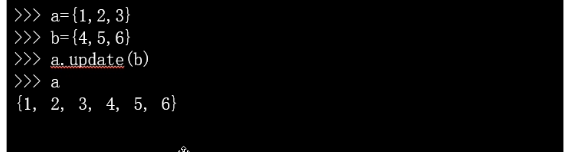 >>> a={1,2,3}
>>> b={4,5,6}
>>> a.update(b)
>>> a
{1, 2, 3, 4, 5, 6}